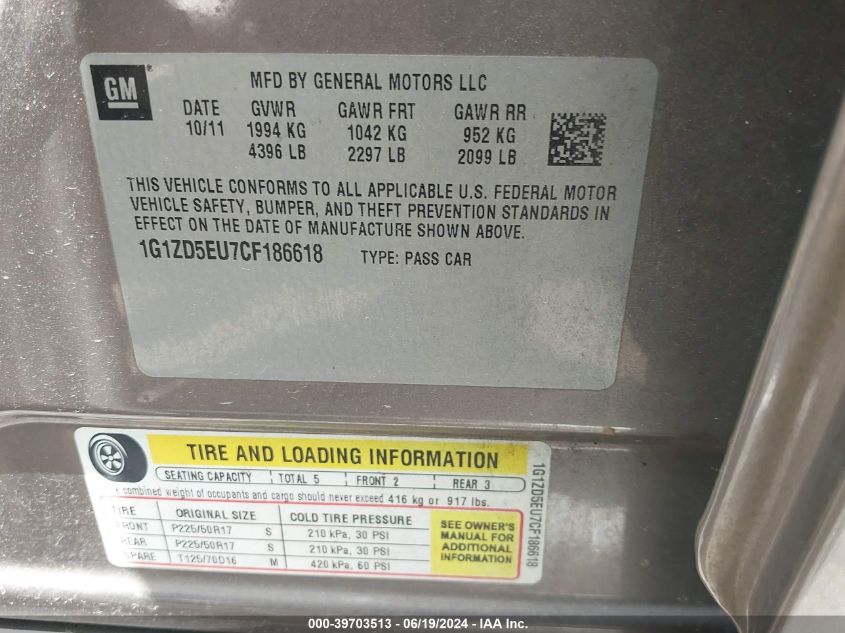 GM
MFD BY GENERAL MOTORS LLC
DATE GVWR GAWR FRT GAWR RR
10/11 1994 KG 1042 KG 952 KG
4396 LB 2297 LB 2099 LB
THIS VEHICLE CONFORMS TO ALL APPLICABLE U.S. FEDERAL MOTOR
VEHICLE SAFETY, BUMPER, AND THEFT PREVENTION STANDARDS IN
EFFECT ON THE DATE OF MANUFACTURE SHOWN ABOVE.
1G1ZD5EU7CF186618 TYPE: PASS CAR
TIRE AND LOADING INFORMATION
SEATING CAPACITY TOTAL 5 FRONT 2 REAR 3
combined weight of occupants and cargo should never exceed 416 kg or 917 lbs.
TIRE ORIGINAL SIZE COLD TIRE PRESSURE
FRONT P225/50R17 S 210 kPa, 30 PSI
REAR P225/50R17 S 210 kPa, 30 PSI
SPARE T125/70D16 M 420 kPa, 60 PSI
SEE OWNER'S
MANUAL FOR
ADDITIONAL
INFORMATION
1G1ZD5EU7CF186618
000-39703513 - 06/19/2024 - IAA Inc.